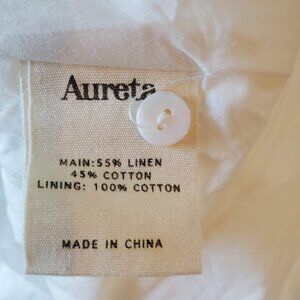 Aureta
MAIN: 55% LINEN
45% COTTON
LINING: 100% COTTON
MADE IN CHINA